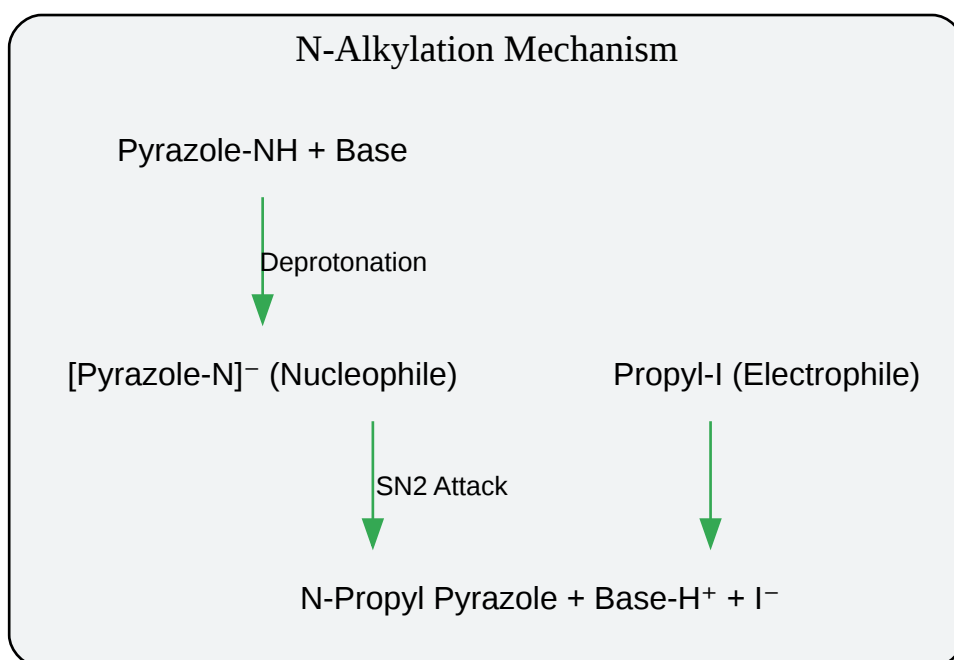 N-Alkylation Mechanism
Pyrazole-NH + Base
Deprotonation
[Pyrazole-N]⁻ (Nucleophile)
Propyl-I (Electrophile)
SN2 Attack
N-Propyl Pyrazole + Base-H⁺ + I⁻